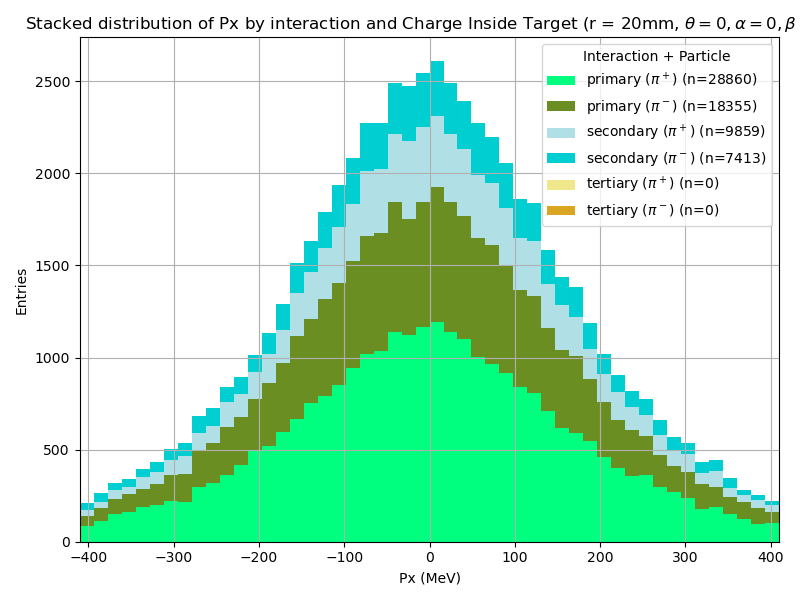 Stacked distribution of Px by interaction and Charge Inside Target (r = 20mm, θ = 0, α = 0, β
Interaction + Particle
primary (π⁺) (n=28860)
primary (π⁻) (n=18355)
secondary (π⁺) (n=9859)
secondary (π⁻) (n=7413)
tertiary (π⁺) (n=0)
tertiary (π⁻) (n=0)
Entries
2500
2000
1500
1000
500
0
−400 −300 −200 −100 0 100 200 300 400
Px (MeV)